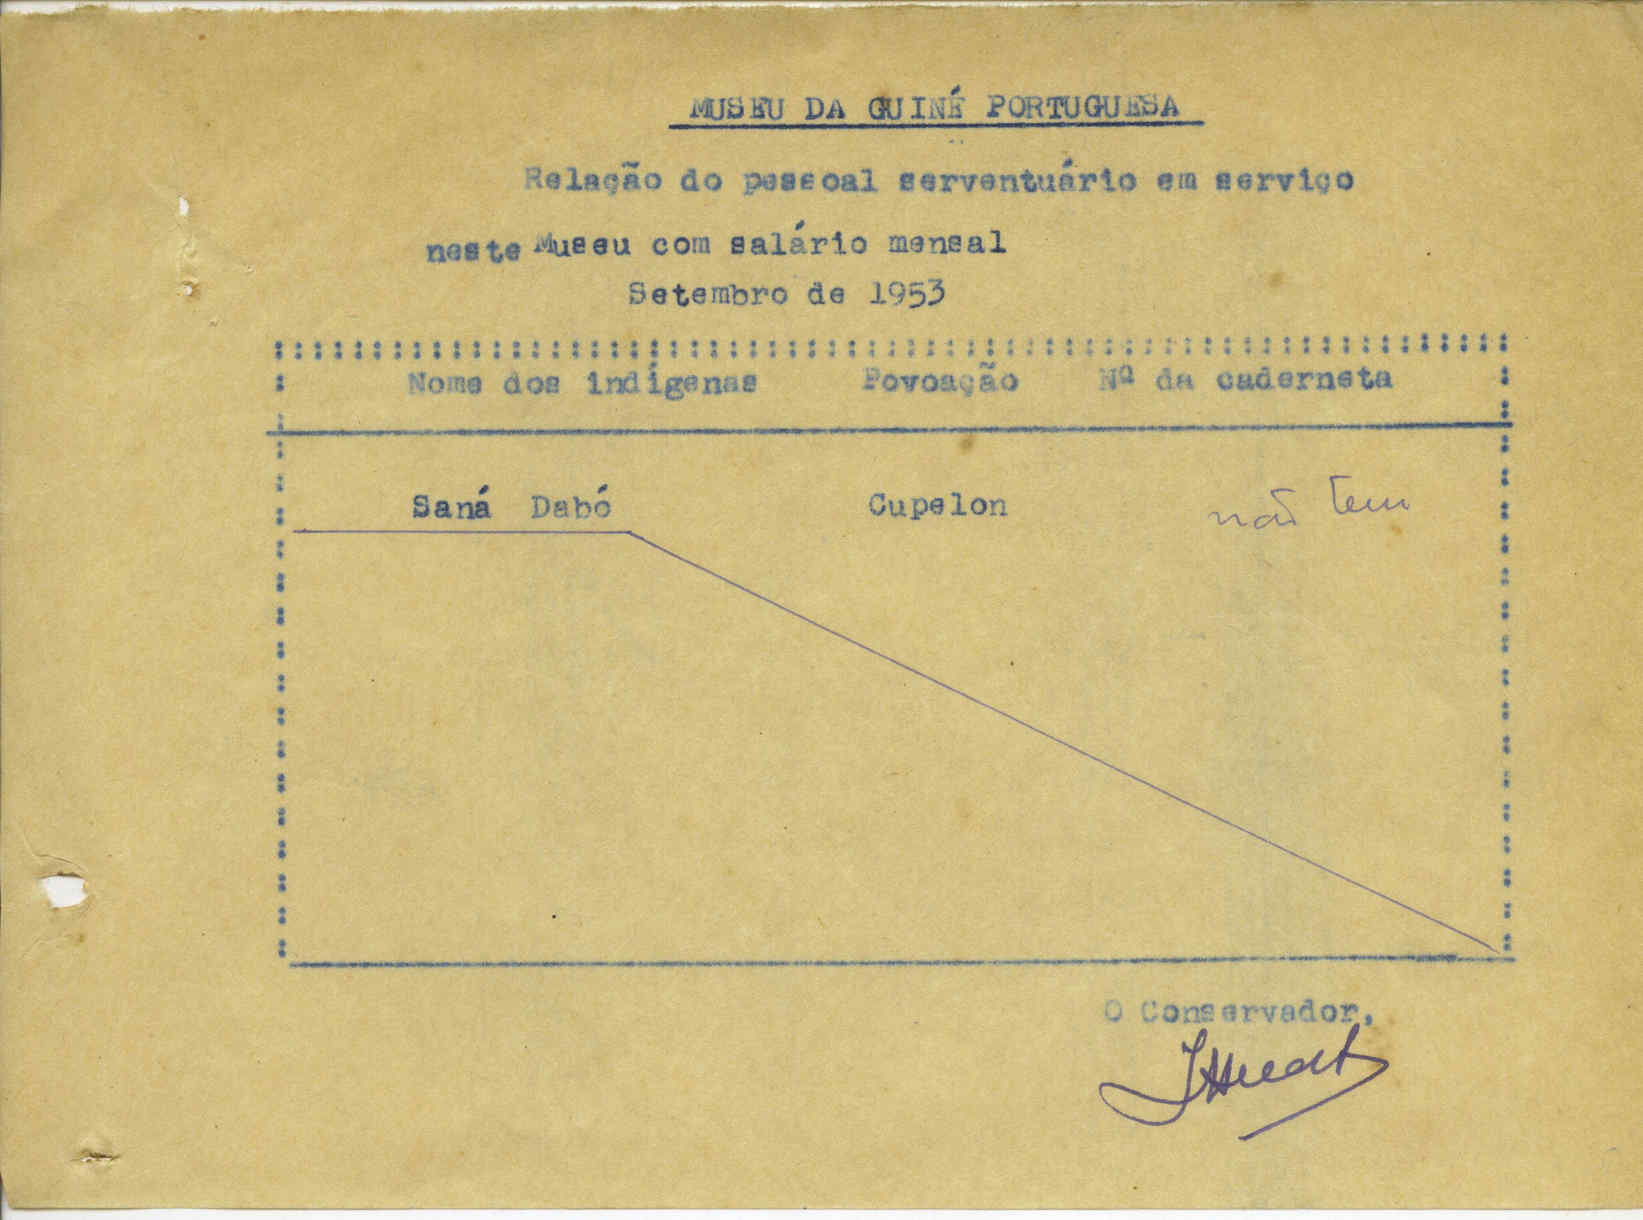 MUSEU DA GUINÉ PORTUGUESA
Relação do pessoal serventuário em serviço
neste Museu com salário mensal
Setembro de 1953
Nome dos indígenas Povoação Nº da caderneta
Saná Dabó Cupelon não tem
O Conservador,